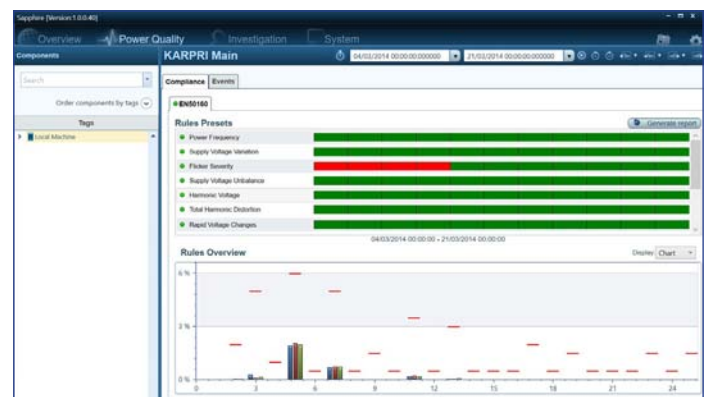 Sapphire [Version:1.0.0.40]
Overview
Power Quality
Investigation
System
Components
KARPRI Main
04/03/2014 00:00:00.000000
21/03/2014 00:00:00.000000
Search
Order components by tags
Tags
Local Machine
Compliance
Events
EN50160
Rules Presets
Generate report
Power Frequency
Supply Voltage Variation
Flicker Severity
Supply Voltage Unbalance
Harmonic Voltage
Total Harmonic Distortion
Rapid Voltage Changes
04/03/2014 00:00:00 - 21/03/2014 00:00:00
Rules Overview
Display: Chart
6 %
2 %
0 %
0 3 6 9 12 15 18 21 24